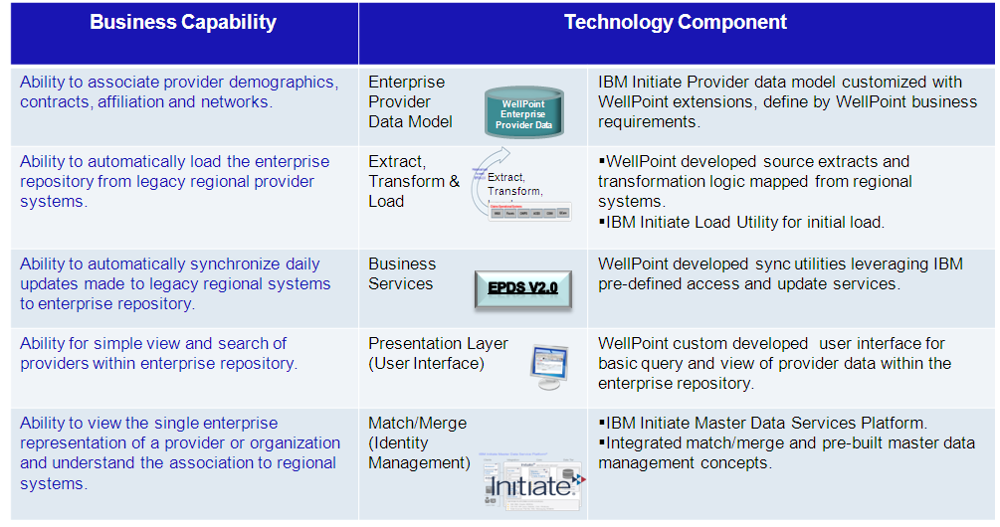 Business Capability
Technology Component
Ability to associate provider demographics,
contracts, affiliation and networks.
Enterprise
Provider
Data Model
WellPoint
Enterprise
Provider Data
IBM Initiate Provider data model customized with
WellPoint extensions, define by WellPoint business
requirements.
Ability to automatically load the enterprise
repository from legacy regional provider
systems.
Extract,
Transform &
Load
Extract,
Transform,
▪WellPoint developed source extracts and
transformation logic mapped from regional
systems.
▪IBM Initiate Load Utility for initial load.
Ability to automatically synchronize daily
updates made to legacy regional systems
to enterprise repository.
Business
Services
EPDS V2.0
WellPoint developed sync utilities leveraging IBM
pre-defined access and update services.
Ability for simple view and search of
providers within enterprise repository.
Presentation Layer
(User Interface)
WellPoint custom developed user interface for
basic query and view of provider data within the
enterprise repository.
Ability to view the single enterprise
representation of a provider or organization
and understand the association to regional
systems.
Match/Merge
(Identity
Management)
Initiate
▪IBM Initiate Master Data Services Platform.
▪Integrated match/merge and pre-built master data
management concepts.